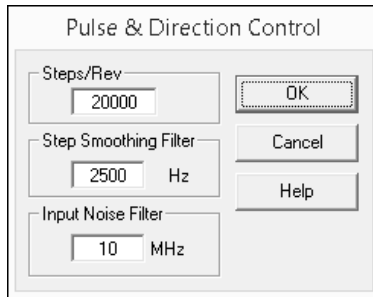 Pulse & Direction Control
Steps/Rev
20000
OK
Step Smoothing Filter
2500 Hz
Cancel
Help
Input Noise Filter
10 MHz